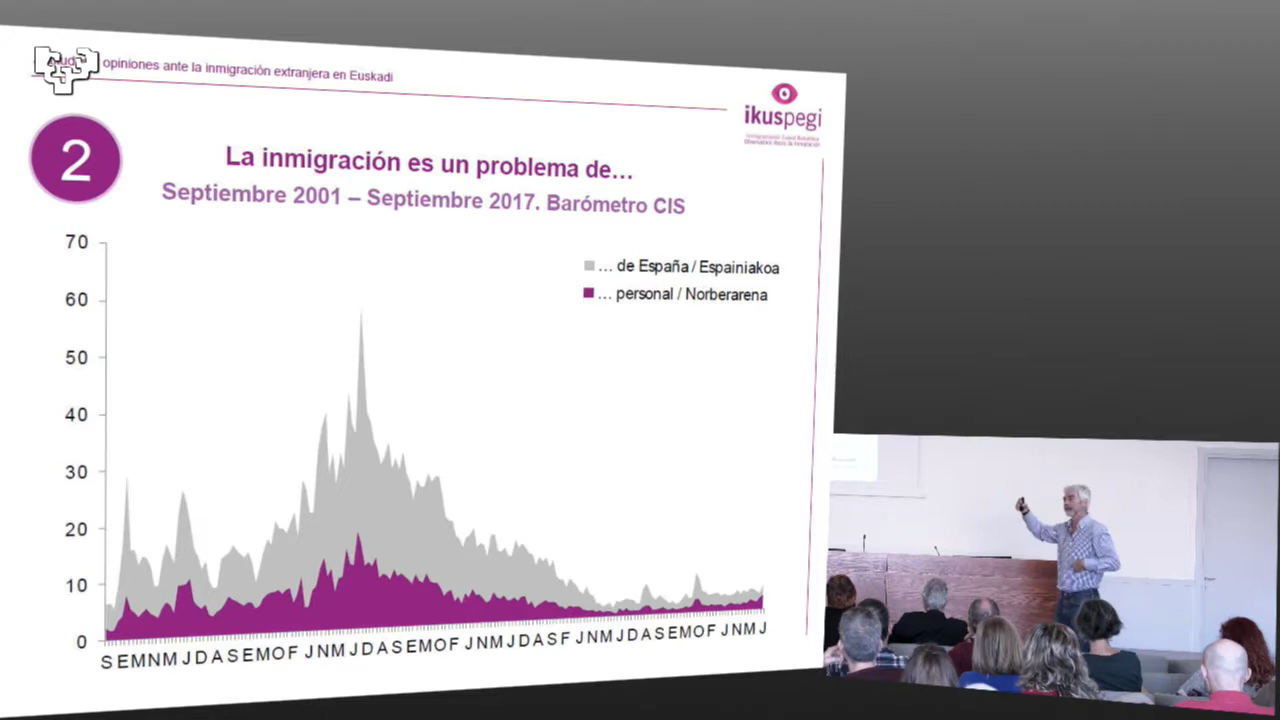 opiniones ante la inmigración extranjera en Euskadi
ikuspegi
2
La inmigración es un problema de…
Septiembre 2001 – Septiembre 2017. Barómetro CIS
70
60
50
40
30
20
10
0
… de España / Espainiakoa
… personal / Norberarena
S E M N M J D A S E M O F J N M J D A S E M O F J N M J D A S F J N M J D A S E M O F J N M J